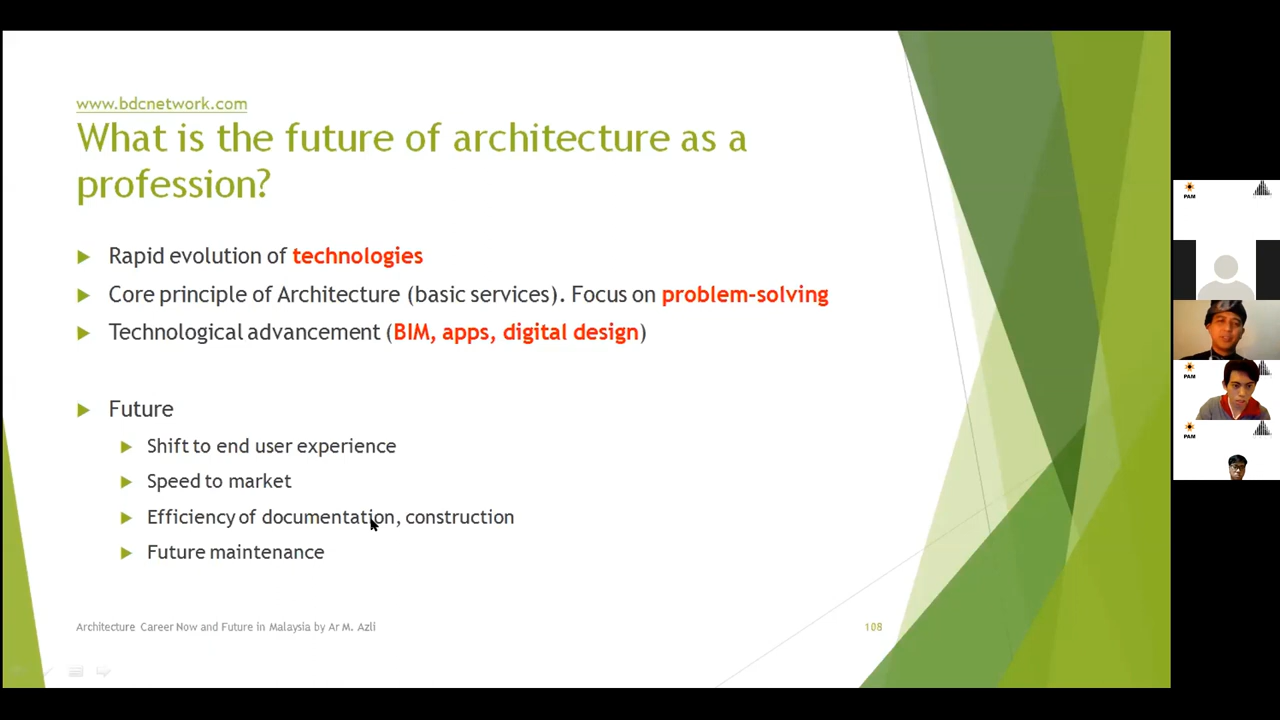 www.bdcnetwork.com
What is the future of architecture as a
profession?
Rapid evolution of technologies
Core principle of Architecture (basic services). Focus on problem-solving
Technological advancement (BIM, apps, digital design)
Future
Shift to end user experience
Speed to market
Efficiency of documentation, construction
Future maintenance
Architecture Career Now and Future in Malaysia by Ar M. Azli
108
PAM
PAM
PAM